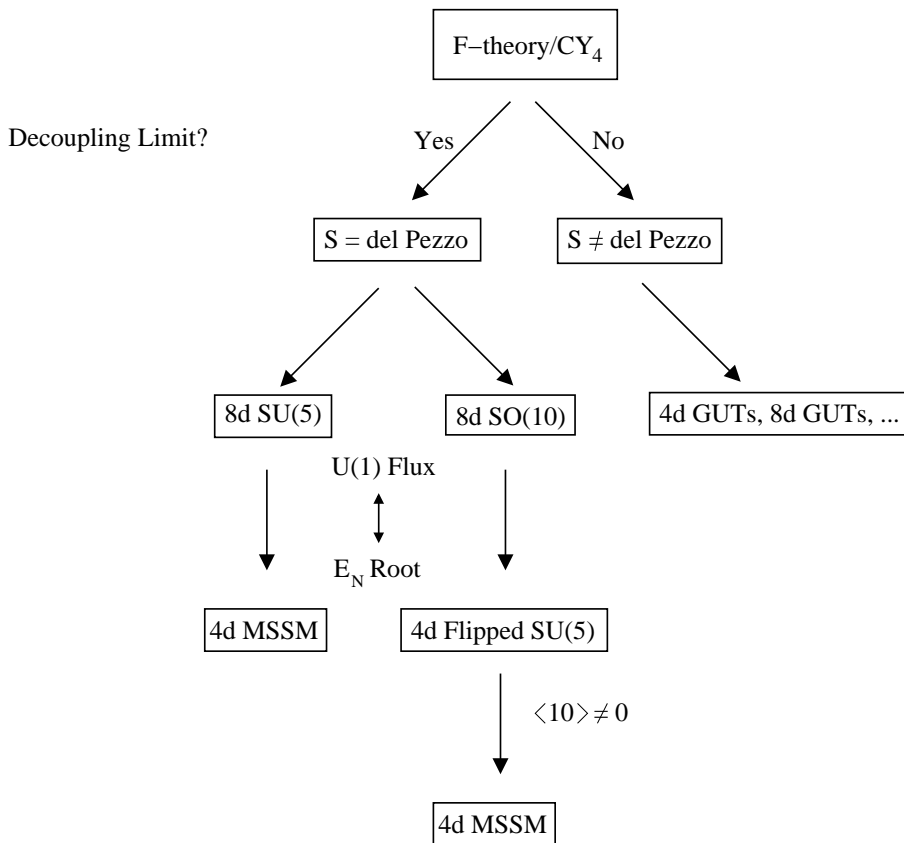 F−theory/CY₄
Decoupling Limit?
Yes
No
S = del Pezzo
S ≠ del Pezzo
8d SU(5)
8d SO(10)
4d GUTs, 8d GUTs, ...
U(1) Flux
E_N Root
4d MSSM
4d Flipped SU(5)
⟨10⟩ ≠ 0
4d MSSM